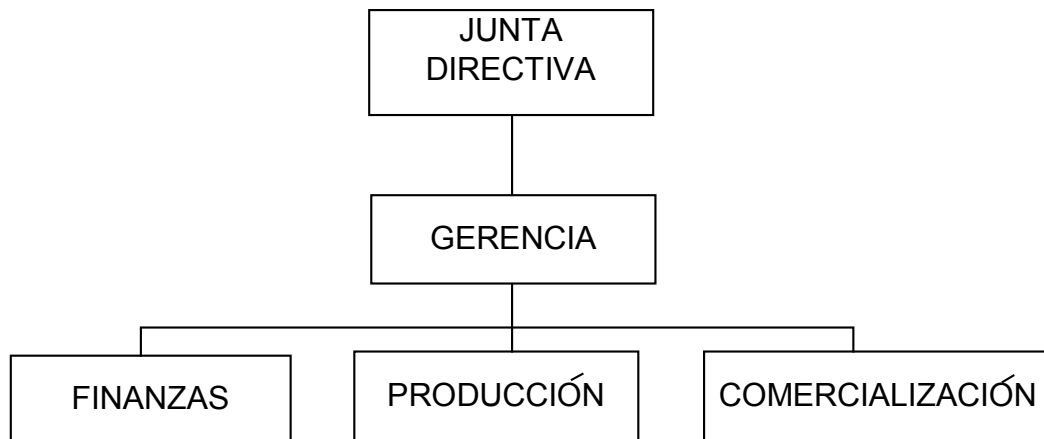 JUNTA
DIRECTIVA
GERENCIA
FINANZAS
PRODUCCIÓN
COMERCIALIZACIÓN